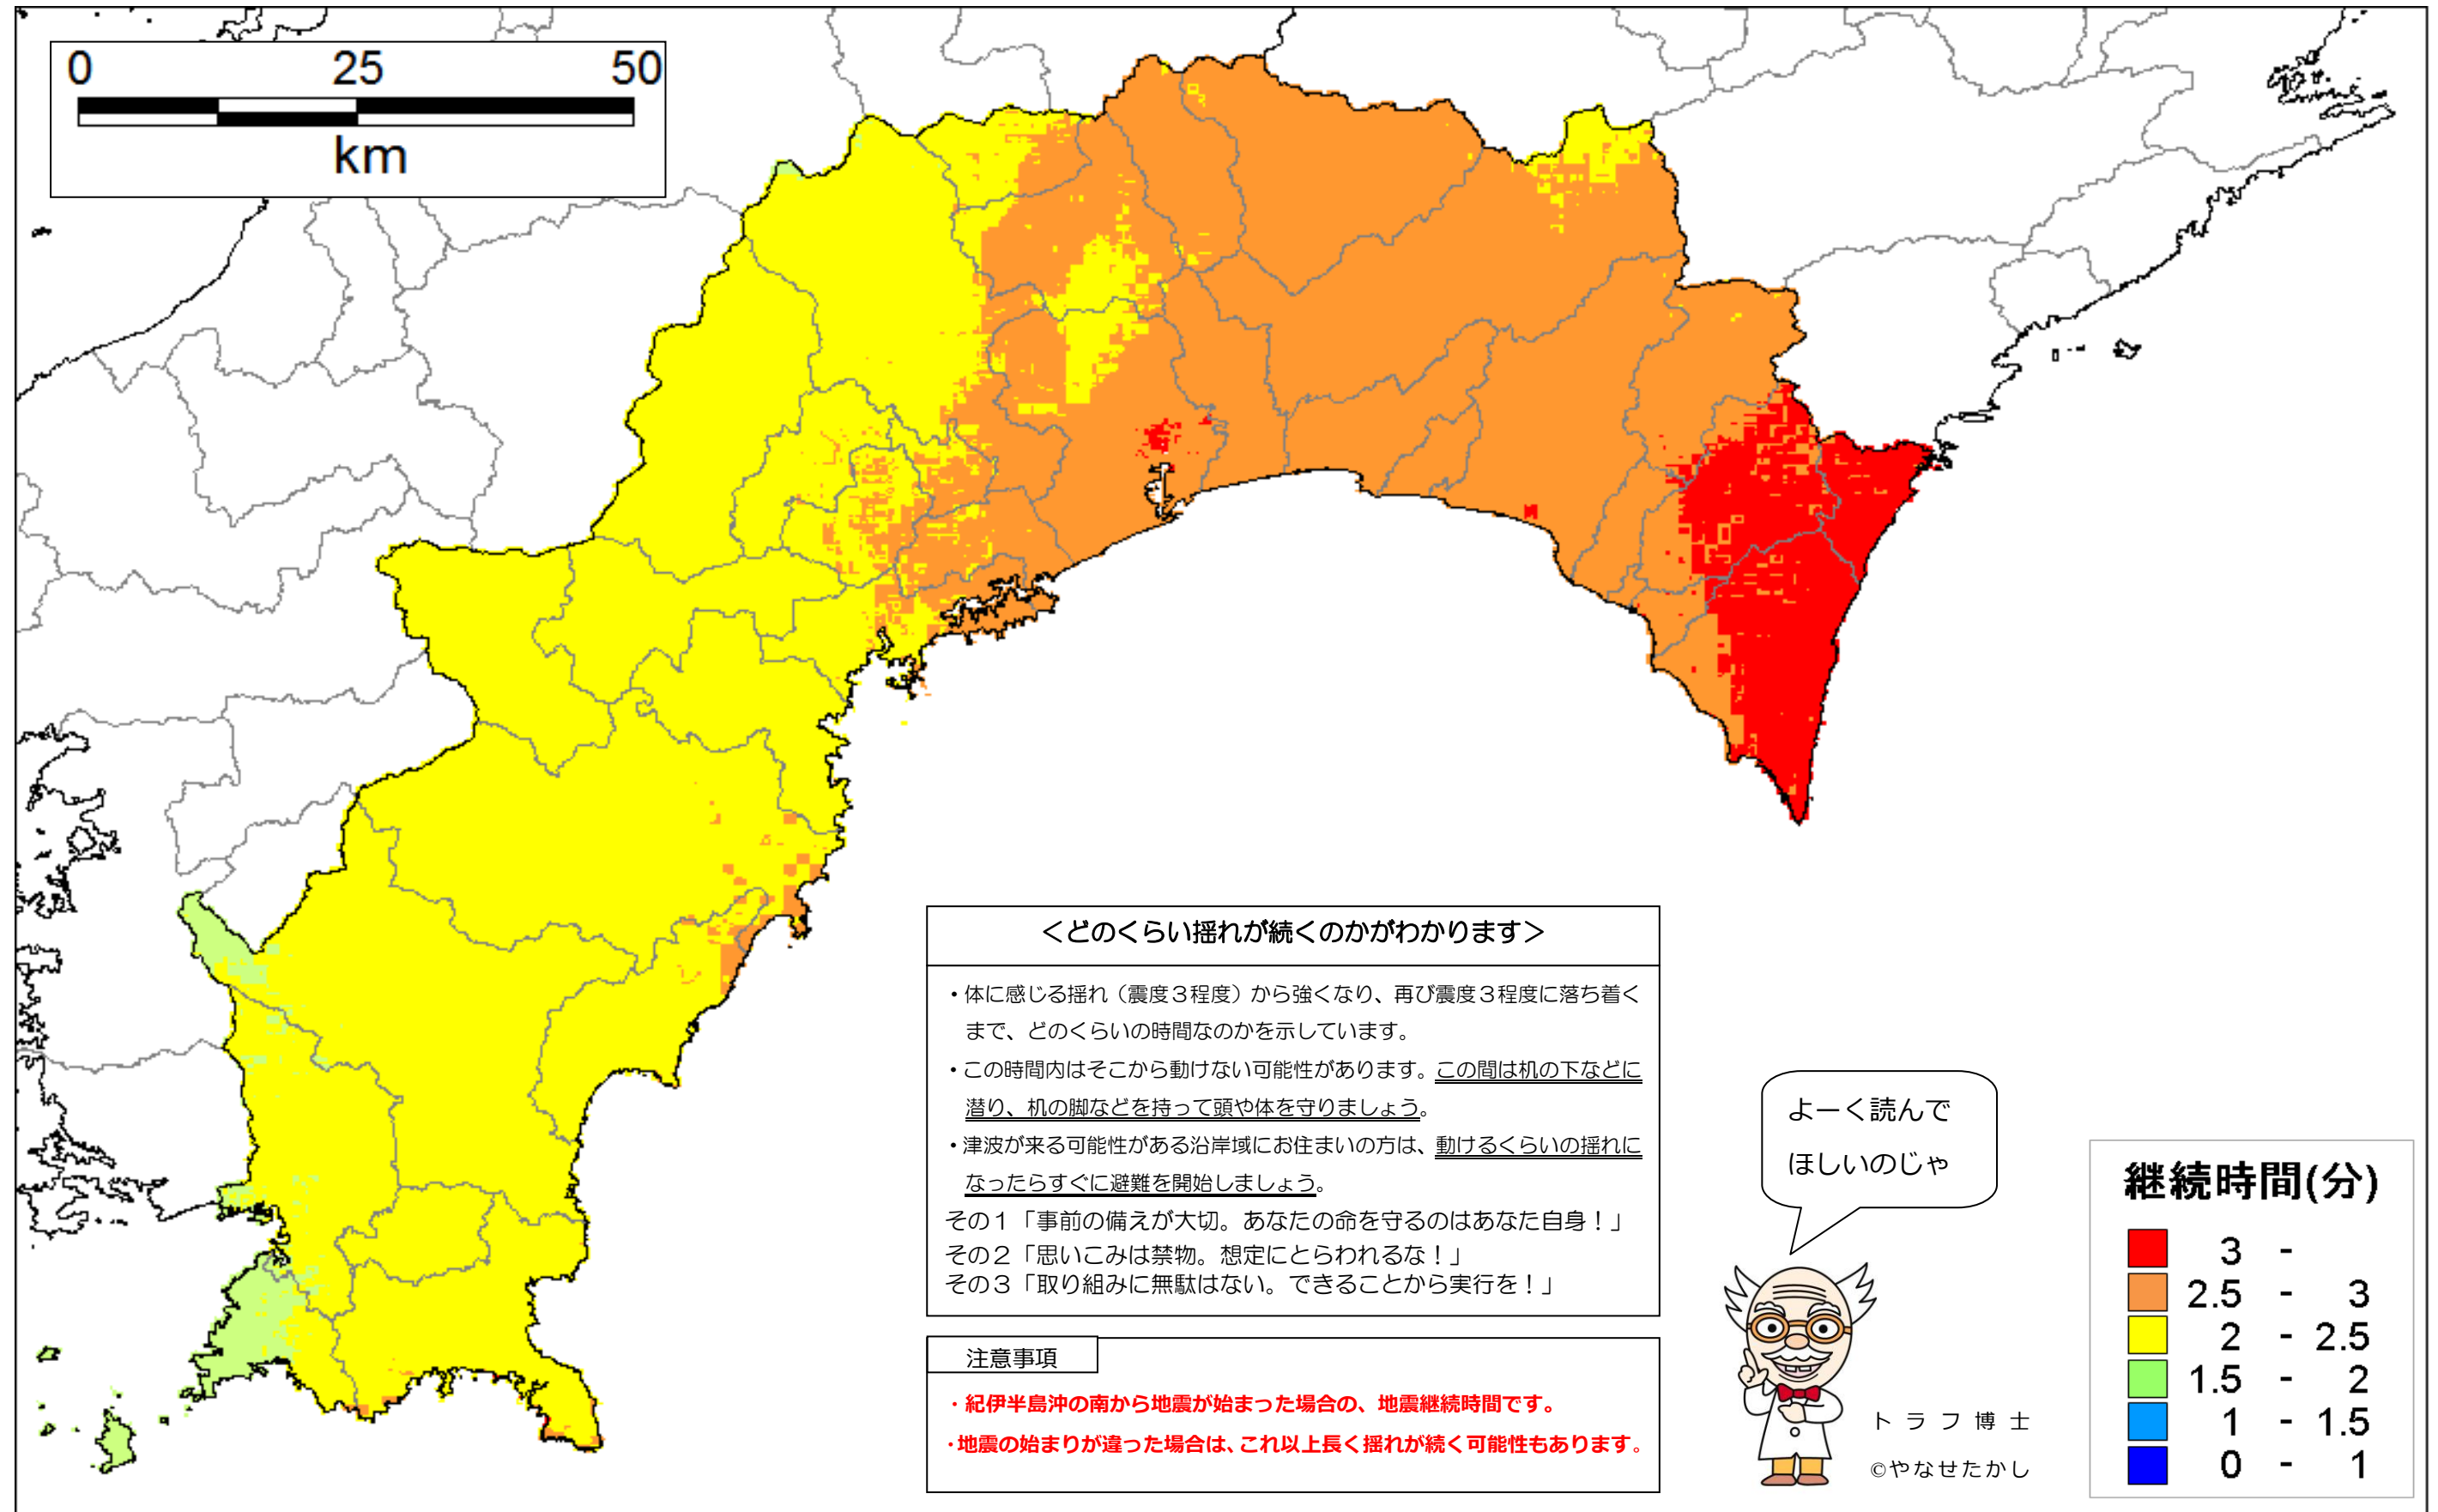 0 25 50
km
＜どのくらい揺れが続くのかがわかります＞
・体に感じる揺れ（震度３程度）から強くなり、再び震度３程度に落ち着く
まで、どのくらいの時間なのかを示しています。
・この時間内はそこから動けない可能性があります。この間は机の下などに
潜り、机の脚などを持って頭や体を守りましょう。
・津波が来る可能性がある沿岸域にお住まいの方は、動けるくらいの揺れに
なったらすぐに避難を開始しましょう。
その１「事前の備えが大切。あなたの命を守るのはあなた自身！」
その２「思いこみは禁物。想定にとらわれるな！」
その３「取り組みに無駄はない。できることから実行を！」
注意事項
・紀伊半島沖の南から地震が始まった場合の、地震継続時間です。
・地震の始まりが違った場合は、これ以上長く揺れが続く可能性もあります。
よーく読んで
ほしいのじゃ
トラフ博士
©やなせたかし
継続時間(分)
3 -
2.5 - 3
2 - 2.5
1.5 - 2
1 - 1.5
0 - 1